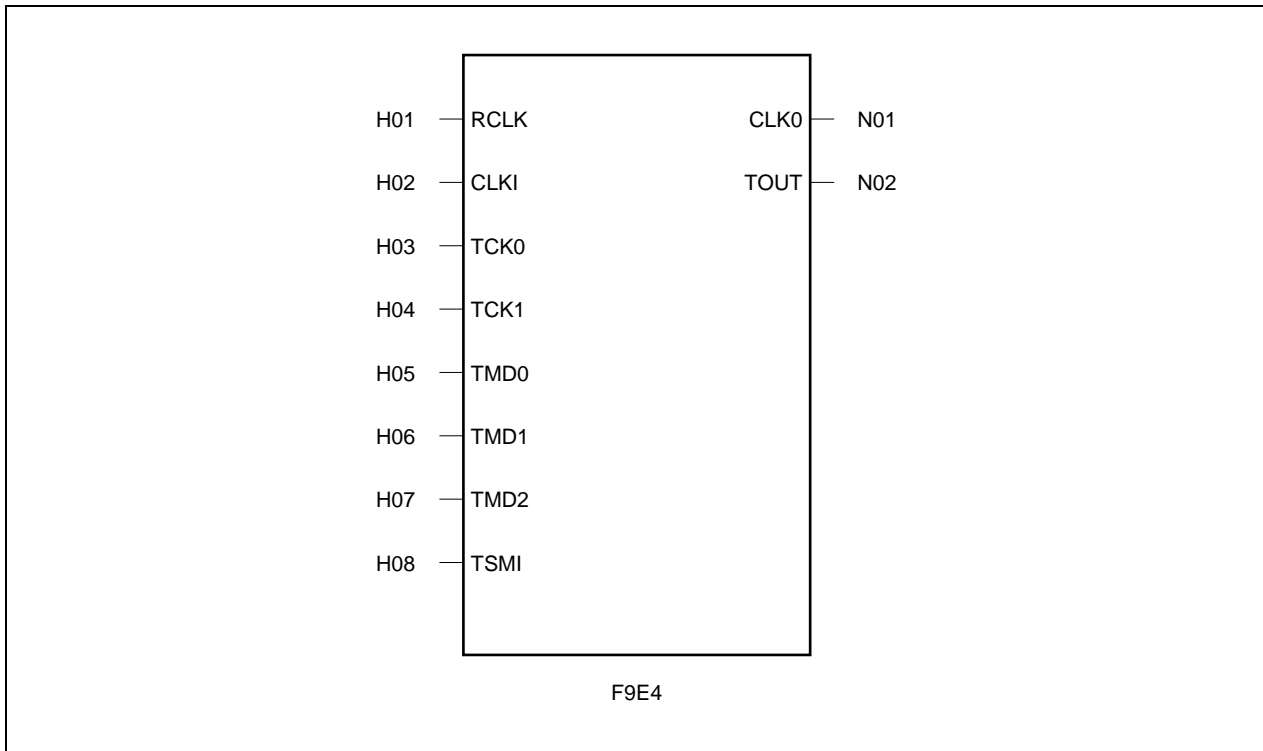 H01 RCLK CLK0 N01
H02 CLKI TOUT N02
H03 TCK0
H04 TCK1
H05 TMD0
H06 TMD1
H07 TMD2
H08 TSMI
F9E4